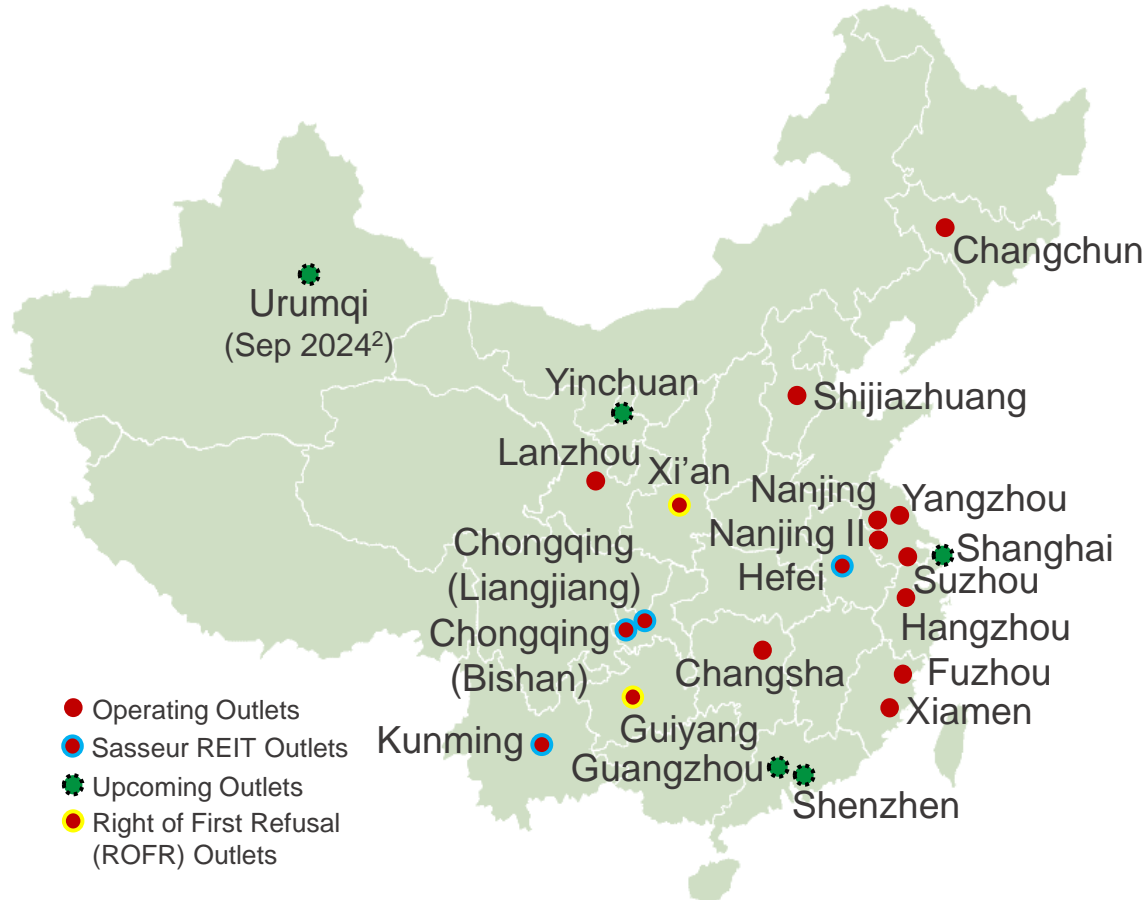 Changchun
Urumqi
(Sep 2024²)
Yinchuan
Shijiazhuang
Lanzhou
Xi’an
Nanjing
Yangzhou
Nanjing II
Shanghai
Chongqing
(Liangjiang)
Hefei
Suzhou
Chongqing
(Bishan)
Hangzhou
Changsha
Fuzhou
Xiamen
Guiyang
Kunming
Guangzhou
Shenzhen
Operating Outlets
Sasseur REIT Outlets
Upcoming Outlets
Right of First Refusal
(ROFR) Outlets